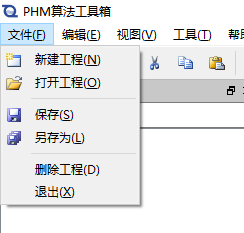 PHM算法工具箱
文件(F) 编辑(E) 视图(V) 工具(T)
新建工程(N)
打开工程(O)
保存(S)
另存为(L)
删除工程(D)
退出(X)